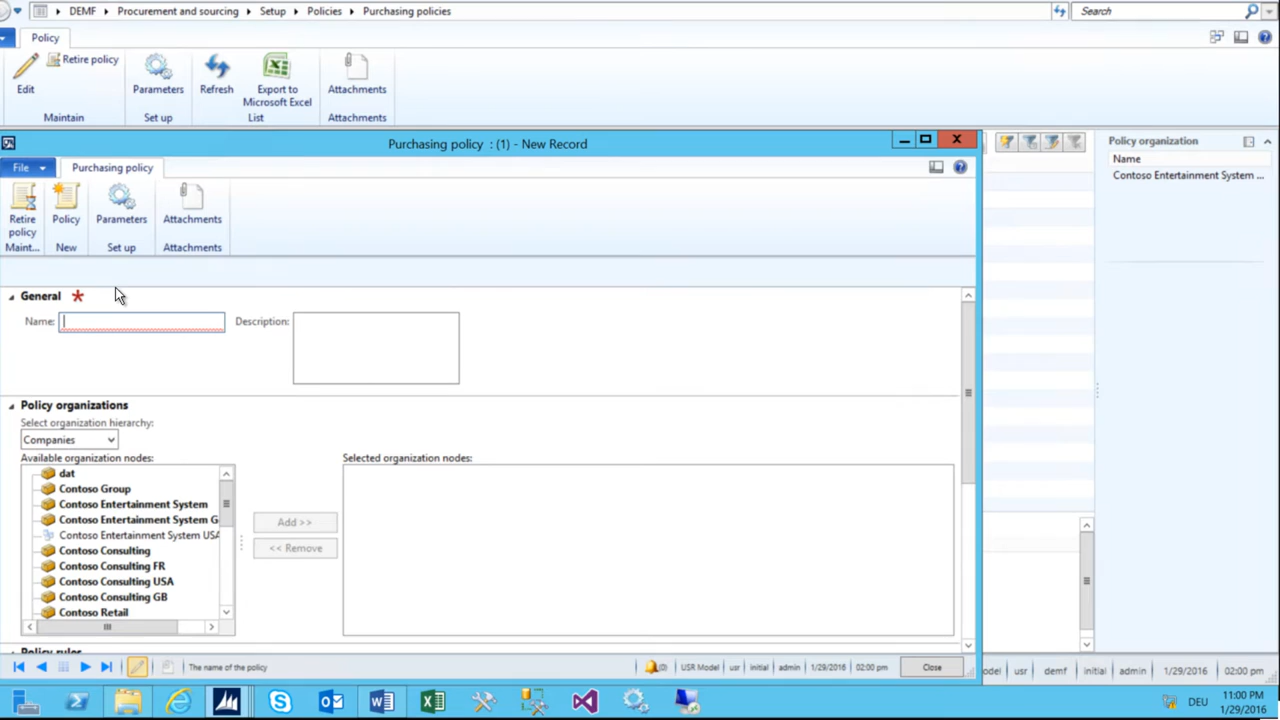 DEMF Procurement and sourcing Setup Policies Purchasing policies Search
Policy
Edit
Retire policy
Parameters
Refresh
Export to
Microsoft Excel
Attachments
Maintain Set up List Attachments
Purchasing policy : (1) - New Record
File Purchasing policy
Retire
policy
Policy
Parameters
Attachments
Maint... New Set up Attachments
General *
Name:
Description:
Policy organizations
Select organization hierarchy:
Companies
Available organization nodes:
dat
Contoso Group
Contoso Entertainment System
Contoso Entertainment System G
Contoso Entertainment System USA
Contoso Consulting
Contoso Consulting FR
Contoso Consulting USA
Contoso Consulting GB
Contoso Retail
Add >>
<< Remove
Selected organization nodes:
Policy rules
The name of the policy
(0) USR Model usr initial admin 1/29/2016 02:00 pm Close
Policy organization
Name
Contoso Entertainment System ...
odel usr demf initial admin 1/29/2016 02:00 pm
DEU
11:00 PM
1/29/2016